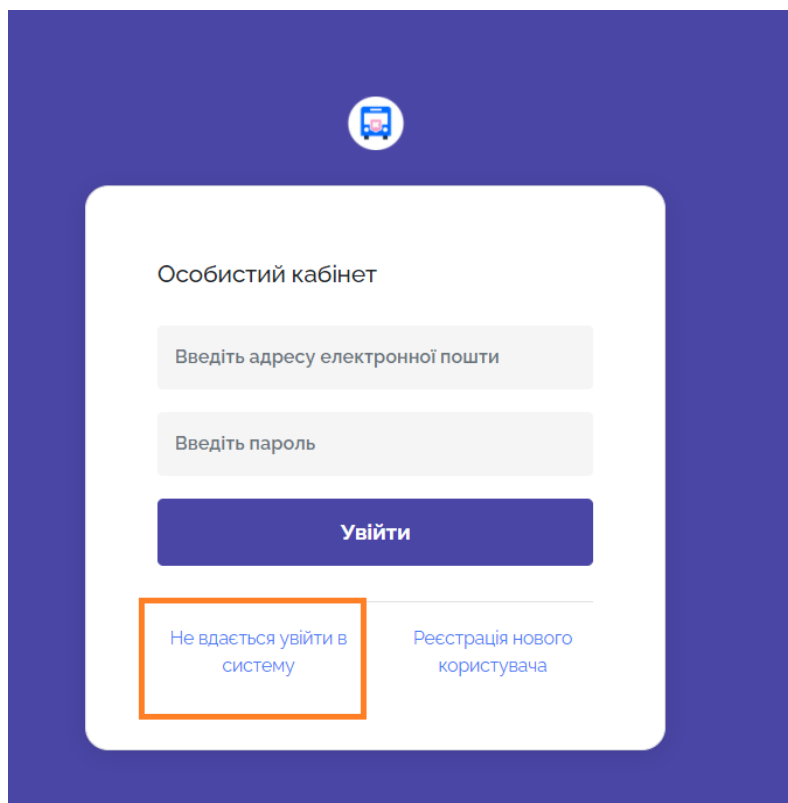 Особистий кабінет
Введіть адресу електронної пошти
Введіть пароль
Увійти
Не вдається увійти в
систему
Реєстрація нового
користувача